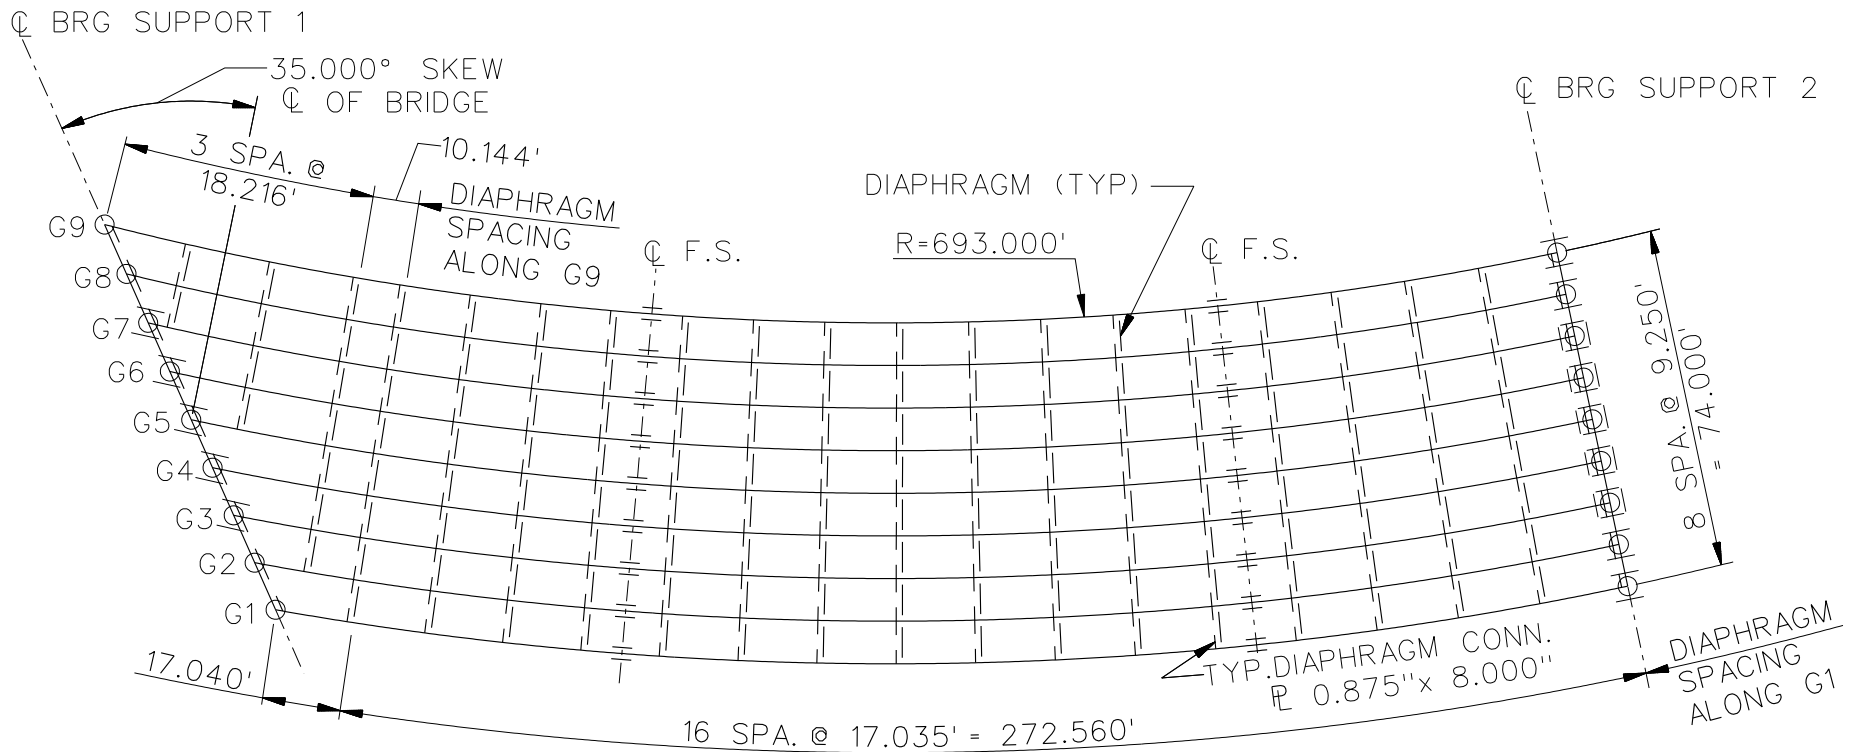 ℄ BRG SUPPORT 1
35.000° SKEW
℄ OF BRIDGE
℄ BRG SUPPORT 2
3 SPA. @
18.216'
10.144'
DIAPHRAGM
SPACING
ALONG G9
DIAPHRAGM (TYP)
R=693.000'
℄ F.S.
℄ F.S.
G9
G8
G7
G6
G5
G4
G3
G2
G1
8 SPA. @ 9.250'
= 74.000'
17.040'
16 SPA. @ 17.035' = 272.560'
TYP.DIAPHRAGM CONN.
㋏ 0.875"x 8.000"
DIAPHRAGM
SPACING
ALONG G1